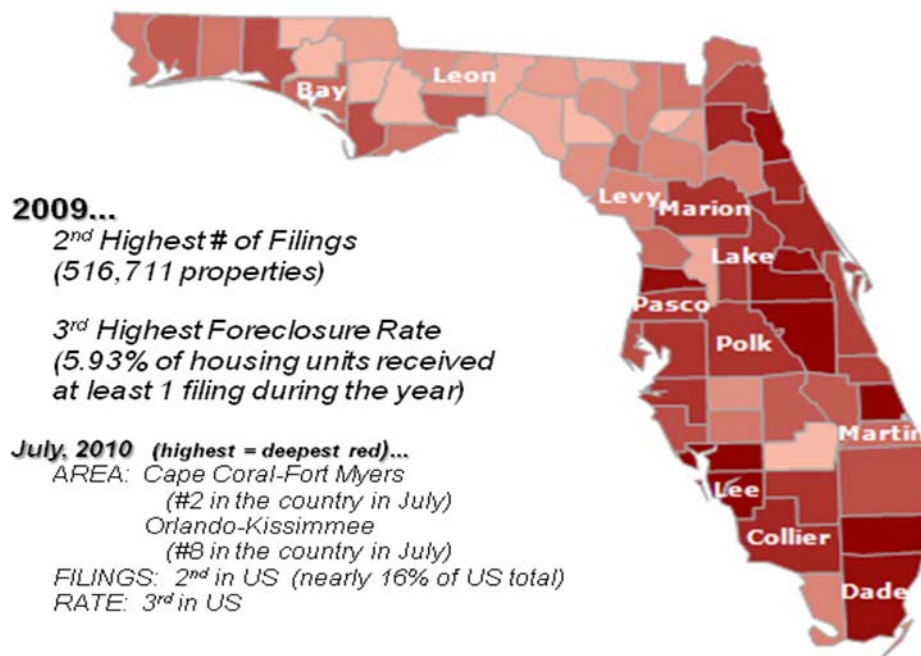 Leon
Bay
Levy
Marion
Lake
Pasco
Polk
Martin
Lee
Collier
Dade
2009...
2nd Highest # of Filings
(516,711 properties)
3rd Highest Foreclosure Rate
(5.93% of housing units received
at least 1 filing during the year)
July, 2010 (highest = deepest red)...
AREA: Cape Coral-Fort Myers
(#2 in the country in July)
Orlando-Kissimmee
(#8 in the country in July)
FILINGS: 2nd in US (nearly 16% of US total)
RATE: 3rd in US